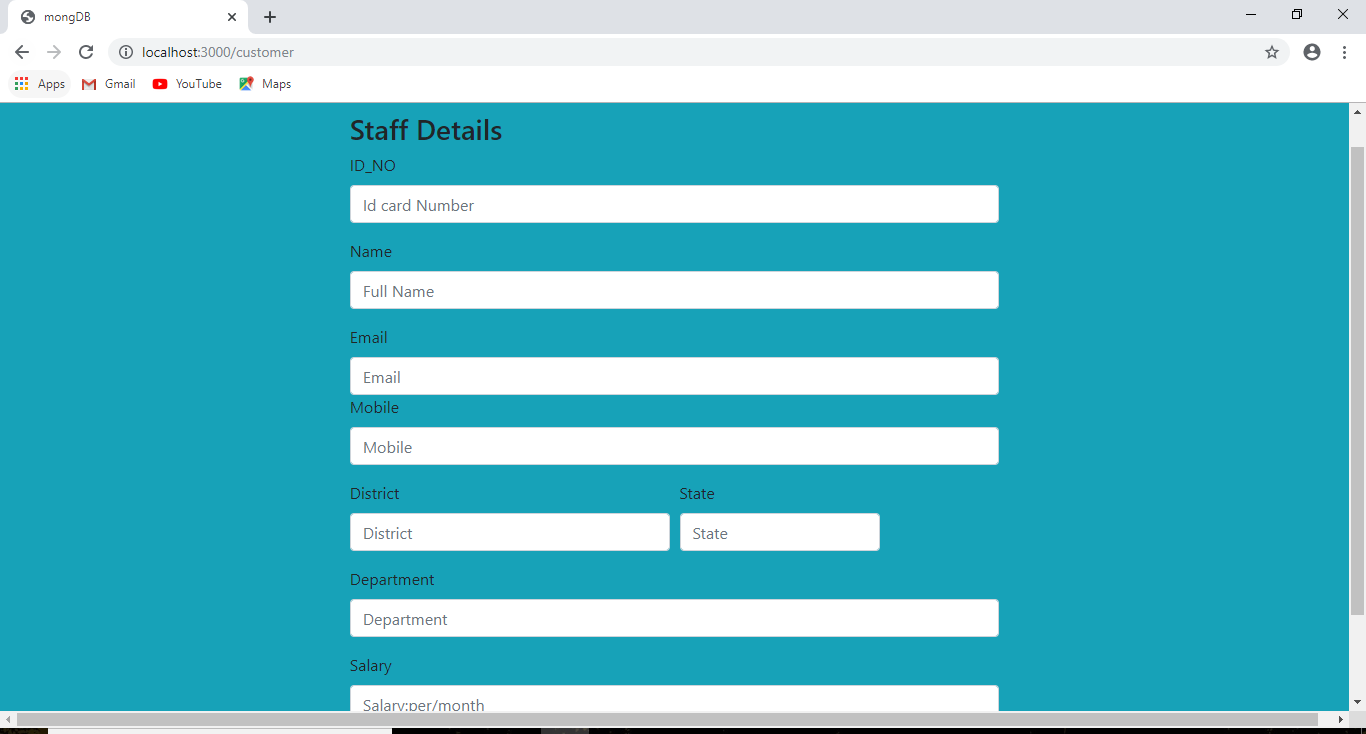 mongDB
localhost:3000/customer
Apps Gmail YouTube Maps
Staff Details
ID_NO
Id card Number
Name
Full Name
Email
Email
Mobile
Mobile
District State
District State
Department
Department
Salary
Salary:per/month